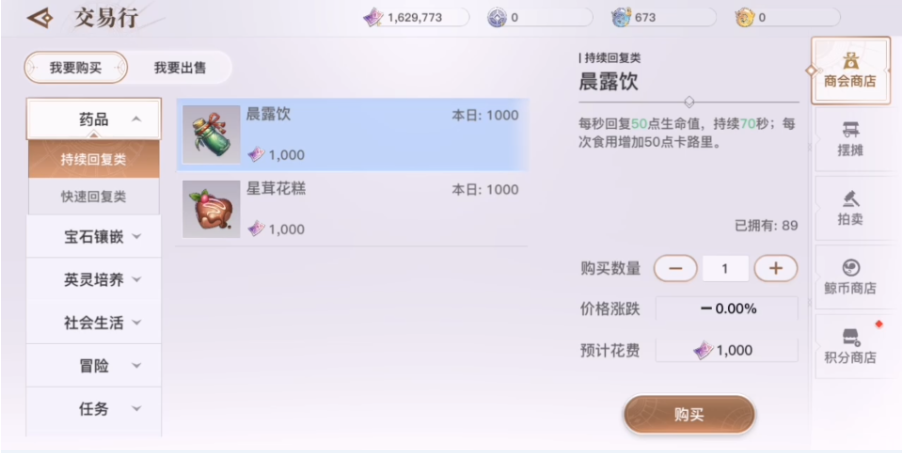 交易行
1,629,773
0
673
0
我要购买
我要出售
药品
持续回复类
快速回复类
宝石镶嵌
英灵培养
社会生活
冒险
任务
晨露饮
本日: 1000
1,000
星茸花糕
本日: 1000
1,000
持续回复类
晨露饮
每秒回复50点生命值，持续70秒；每
次食用增加50点卡路里。
已拥有: 89
购买数量
1
价格涨跌
0.00%
预计花费
1,000
购买
商会商店
摆摊
拍卖
鲸币商店
积分商店